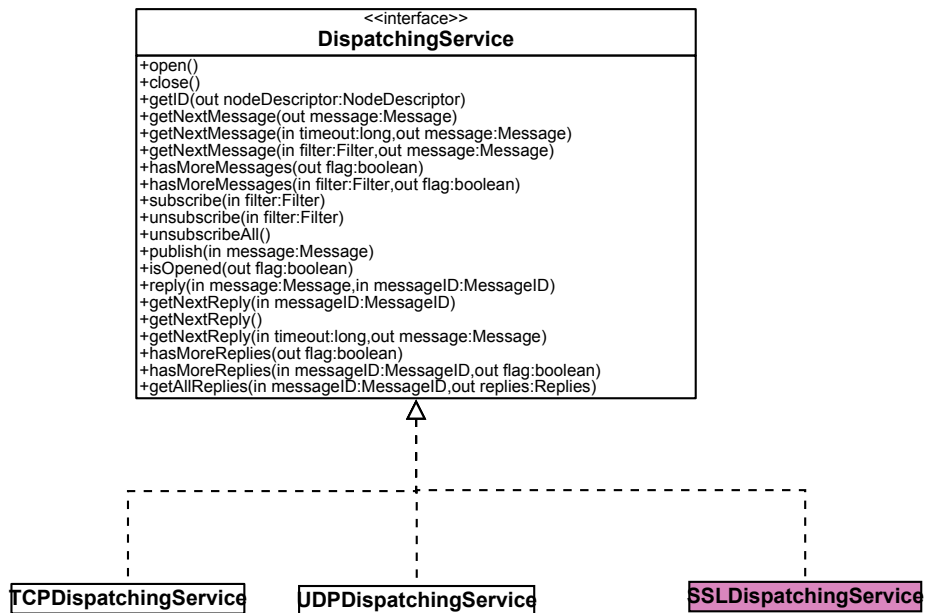 <<interface>>
DispatchingService
+open()
+close()
+getID(out nodeDescriptor:NodeDescriptor)
+getNextMessage(out message:Message)
+getNextMessage(in timeout:long,out message:Message)
+getNextMessage(in filter:Filter,out message:Message)
+hasMoreMessages(out flag:boolean)
+hasMoreMessages(in filter:Filter,out flag:boolean)
+subscribe(in filter:Filter)
+unsubscribe(in filter:Filter)
+unsubscribeAll()
+publish(in message:Message)
+isOpened(out flag:boolean)
+reply(in message:Message,in messageID:MessageID)
+getNextReply(in messageID:MessageID)
+getNextReply()
+getNextReply(in timeout:long,out message:Message)
+hasMoreReplies(out flag:boolean)
+hasMoreReplies(in messageID:MessageID,out flag:boolean)
+getAllReplies(in messageID:MessageID,out replies:Replies)
TCPDispatchingService
UDPDispatchingService
SSLDispatchingService